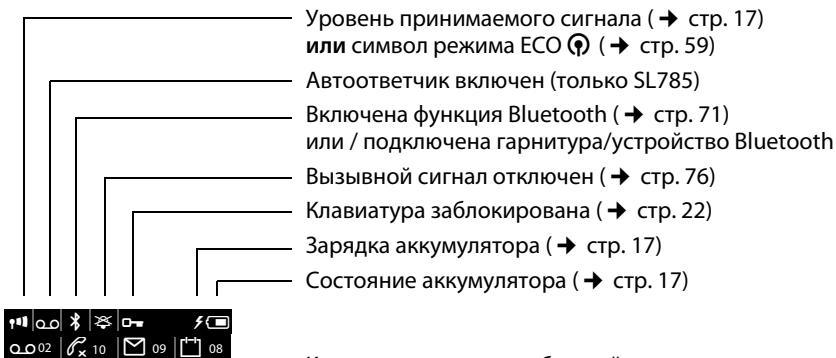 Уровень принимаемого сигнала ( ➔ стр. 17)
или символ режима ECO ( ➔ стр. 59)
Автоответчик включен (только SL785)
Включена функция Bluetooth ( ➔ стр. 71)
или / подключена гарнитура/устройство Bluetooth
Вызывной сигнал отключен ( ➔ стр. 76)
Клавиатура заблокирована ( ➔ стр. 22)
Зарядка аккумулятора ( ➔ стр. 17)
Состояние аккумулятора ( ➔ стр. 17)
02 10 09 08